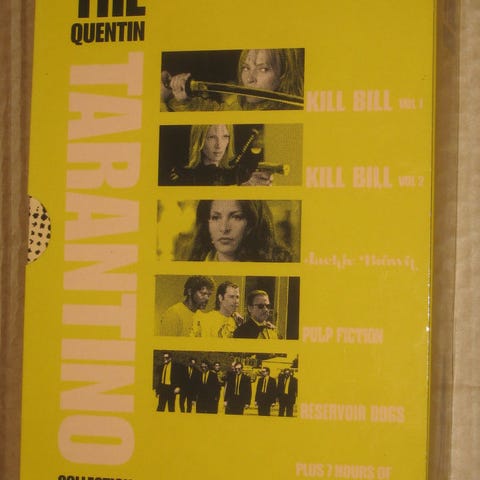 THE
QUENTIN
TARANTINO
COLLECTION
KILL BILL VOL 1
KILL BILL VOL 2
Jackie Brown
PULP FICTION
RESERVOIR DOGS
PLUS 7 HOURS OF